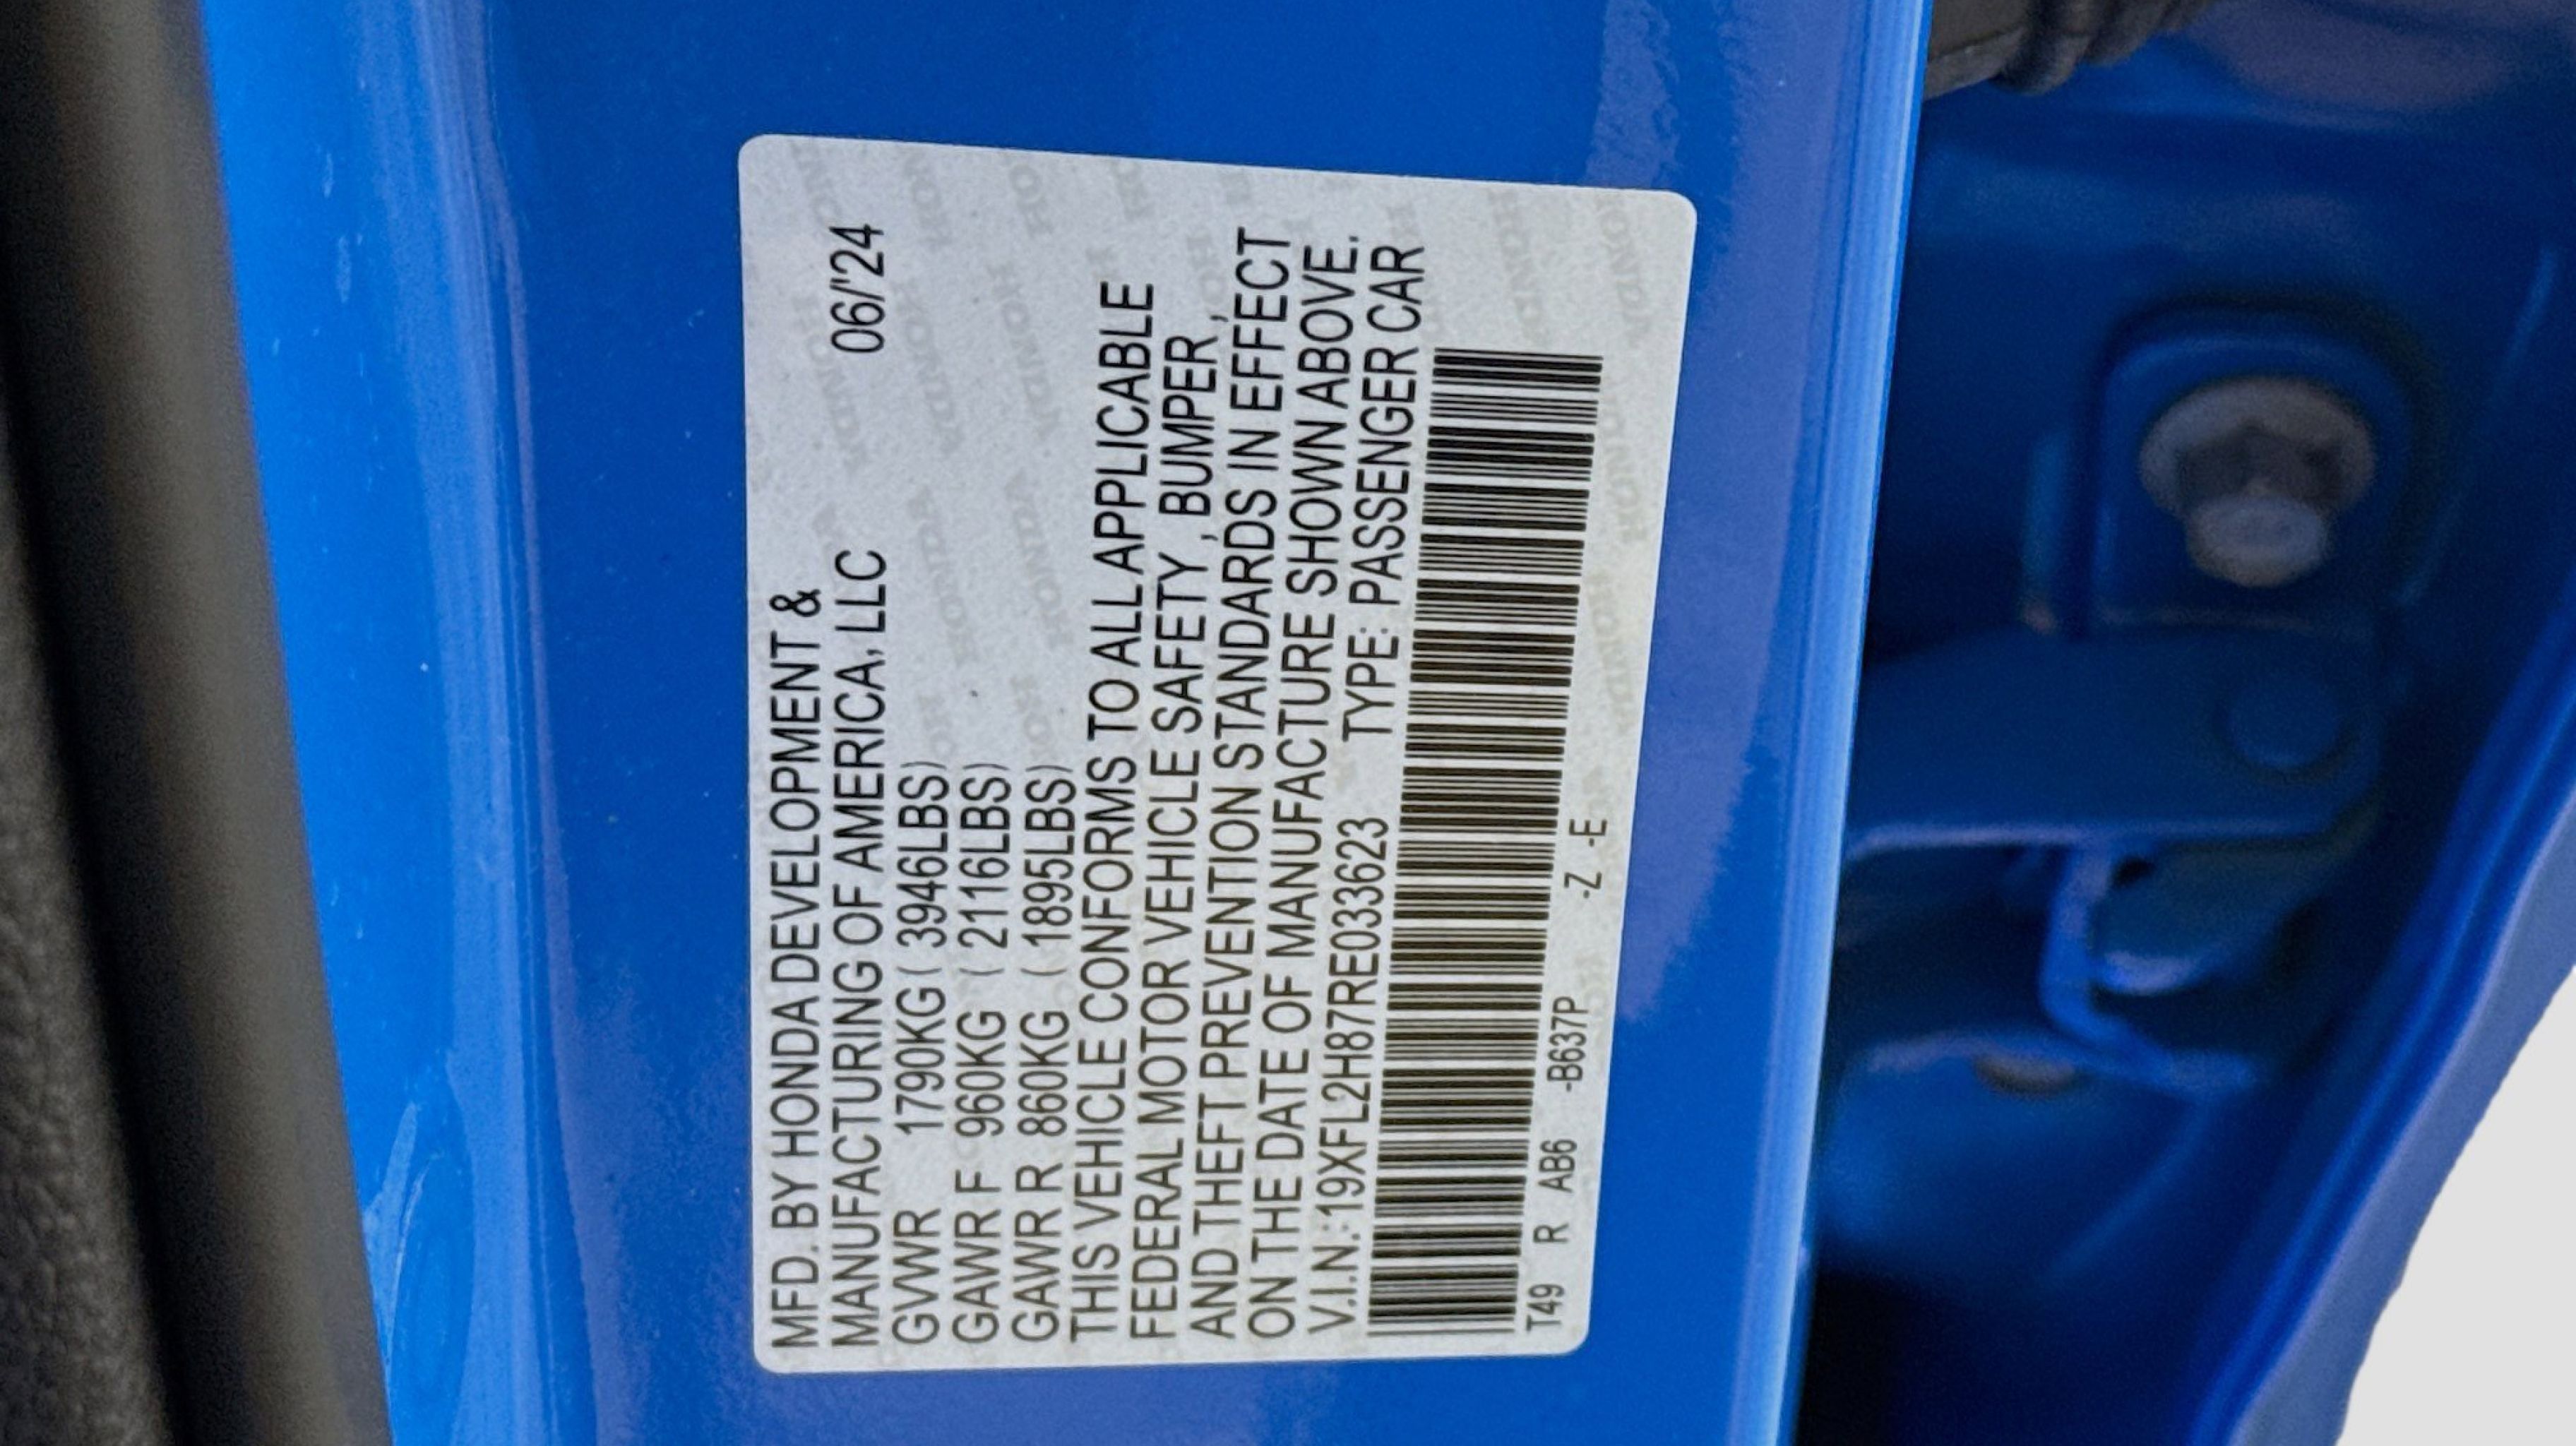 MFD. BY HONDA DEVELOPMENT &
MANUFACTURING OF AMERICA, LLC 06/'24
GVWR 1790KG ( 3946LBS)
GAWR F 960KG ( 2116LBS)
GAWR R 860KG ( 1895LBS)
THIS VEHICLE CONFORMS TO ALL APPLICABLE
FEDERAL MOTOR VEHICLE SAFETY , BUMPER ,
AND THEFT PREVENTION STANDARDS IN EFFECT
ON THE DATE OF MANUFACTURE SHOWN ABOVE.
V.I.N.: 19XFL2H87RE033623 TYPE: PASSENGER CAR
T49 R AB6 -B637P -Z -E